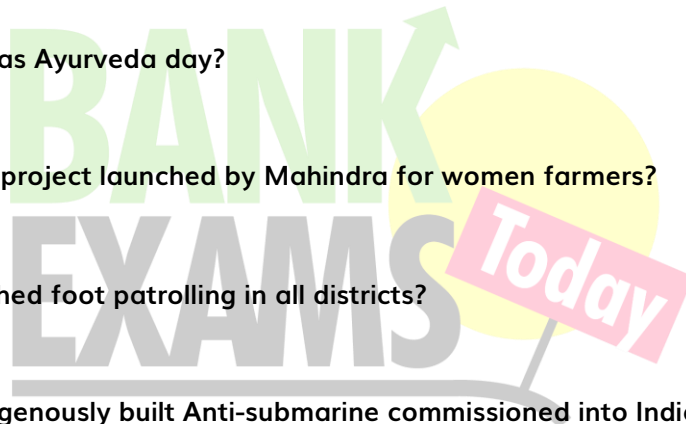 as Ayurveda day?
project launched by Mahindra for women farmers?
ned foot patrolling in all districts?
genously built Anti-submarine commissioned into Indi
BANK
EXAMS
Today